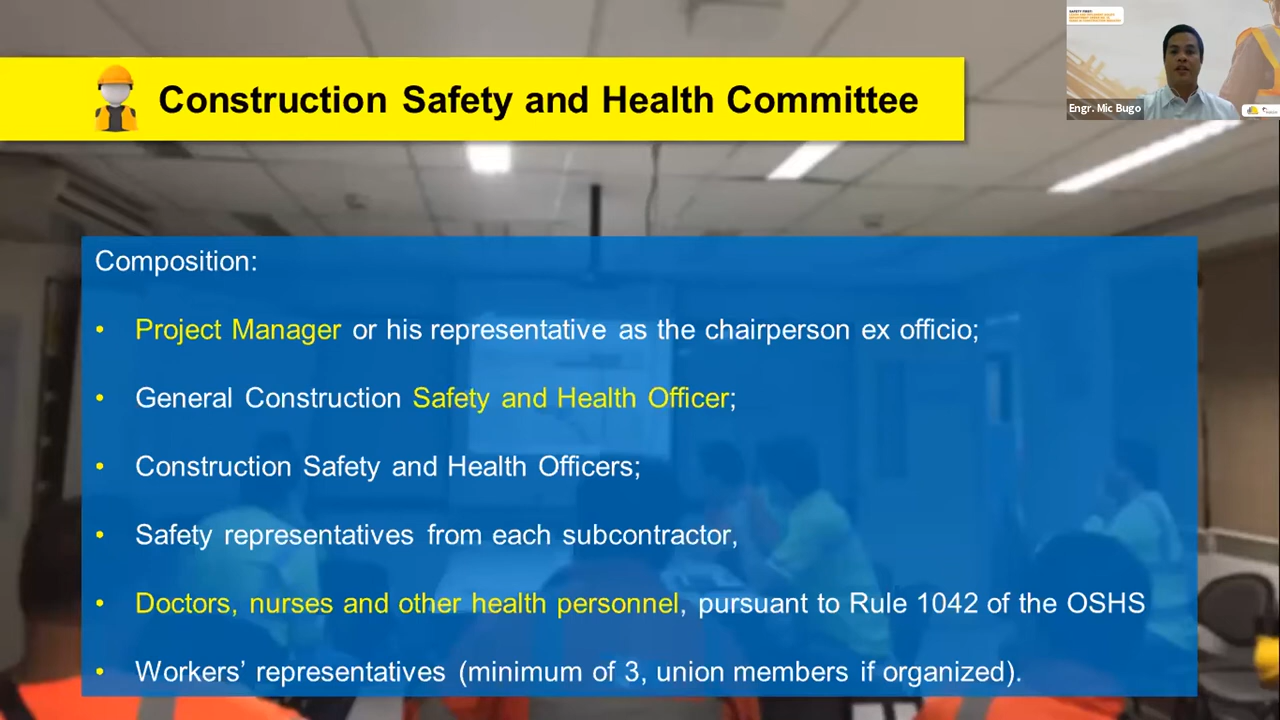 Construction Safety and Health Committee
SAFETY FIRST:
Engr. Mic Bugo
Composition:
• Project Manager or his representative as the chairperson ex officio;
• General Construction Safety and Health Officer;
• Construction Safety and Health Officers;
• Safety representatives from each subcontractor,
• Doctors, nurses and other health personnel, pursuant to Rule 1042 of the OSHS
• Workers’ representatives (minimum of 3, union members if organized).